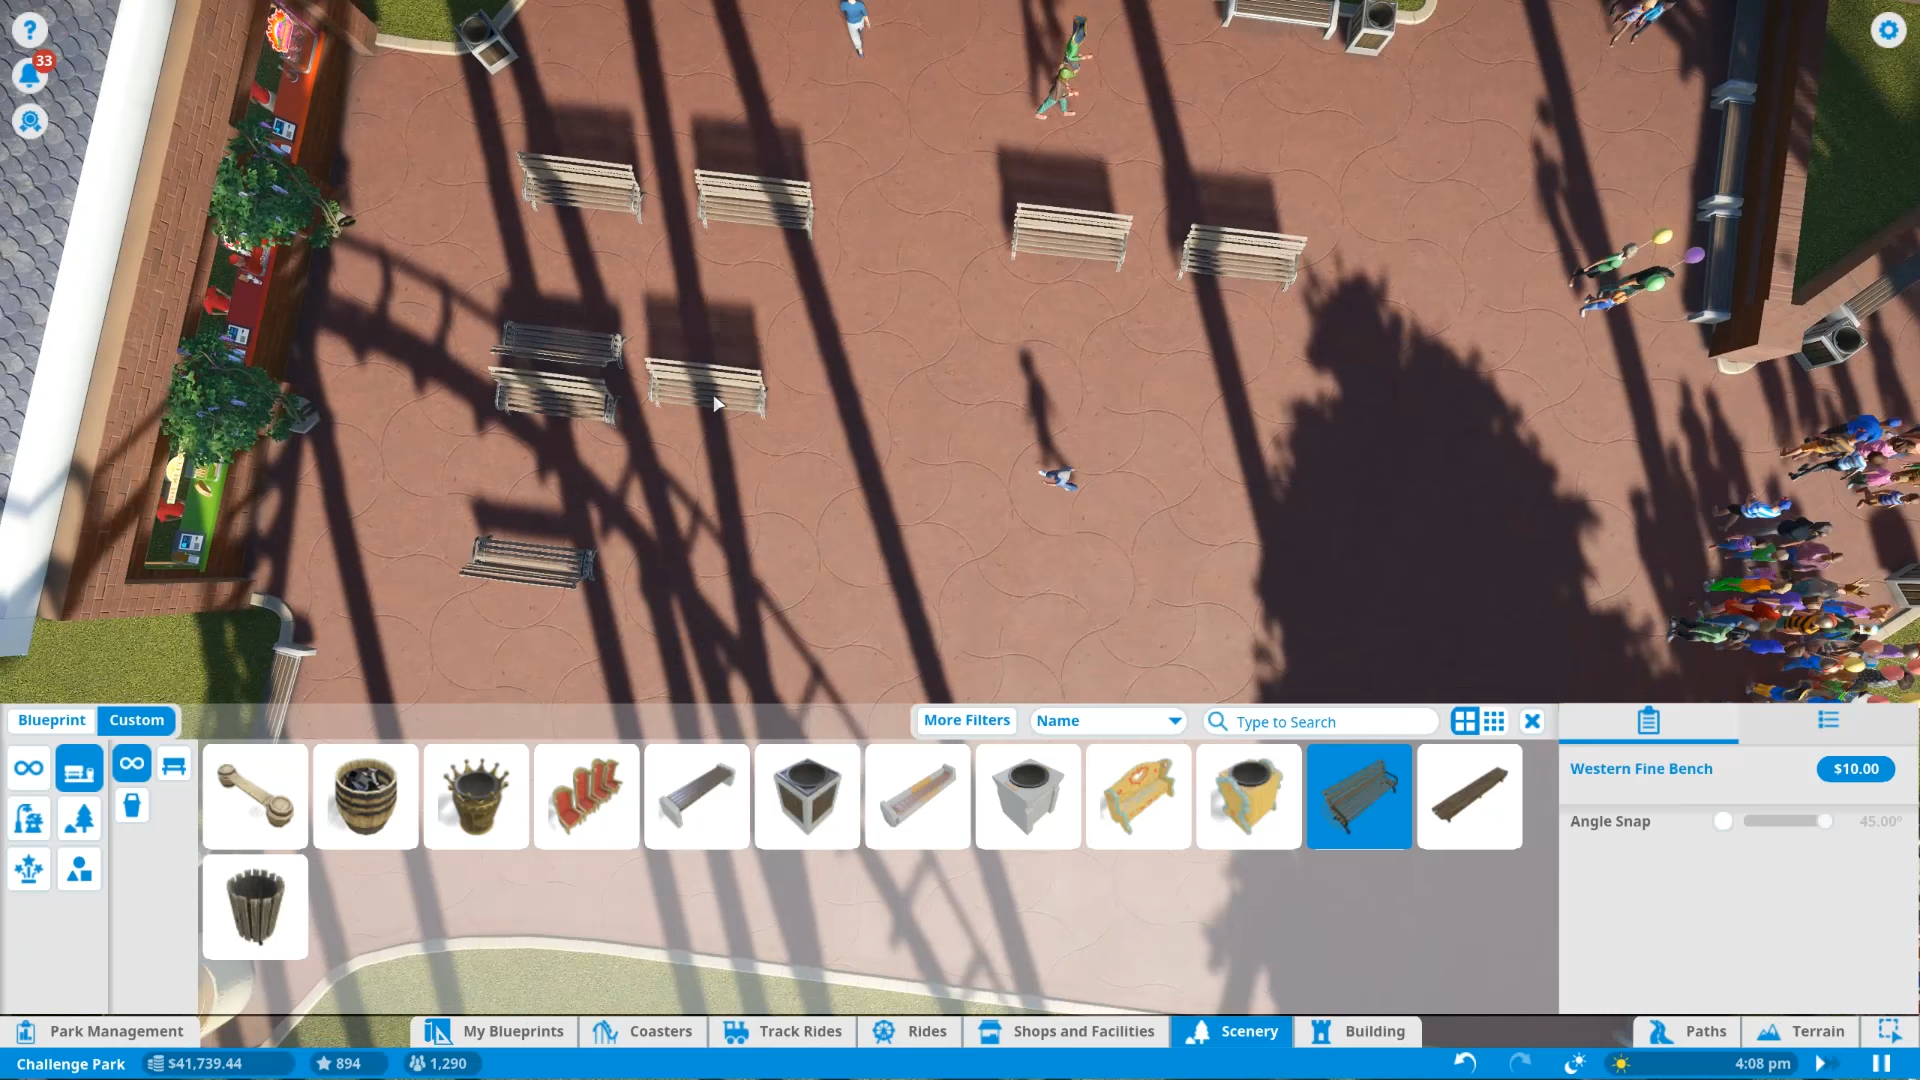 ?
33
Blueprint
Custom
More Filters
Name
Type to Search
Western Fine Bench
$10.00
Angle Snap
45.00°
Park Management
My Blueprints
Coasters
Track Rides
Rides
Shops and Facilities
Scenery
Building
Paths
Terrain
Challenge Park
$41,739.44
894
1,290
4:08 pm